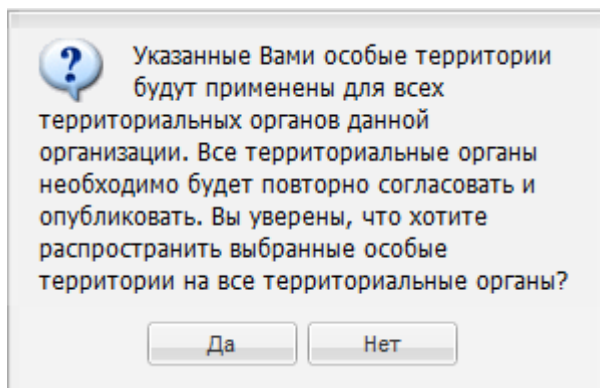 Указанные Вами особые территории
будут применены для всех
территориальных органов данной
организации. Все территориальные органы
необходимо будет повторно согласовать и
опубликовать. Вы уверены, что хотите
распространить выбранные особые
территории на все территориальные органы?
Да Нет